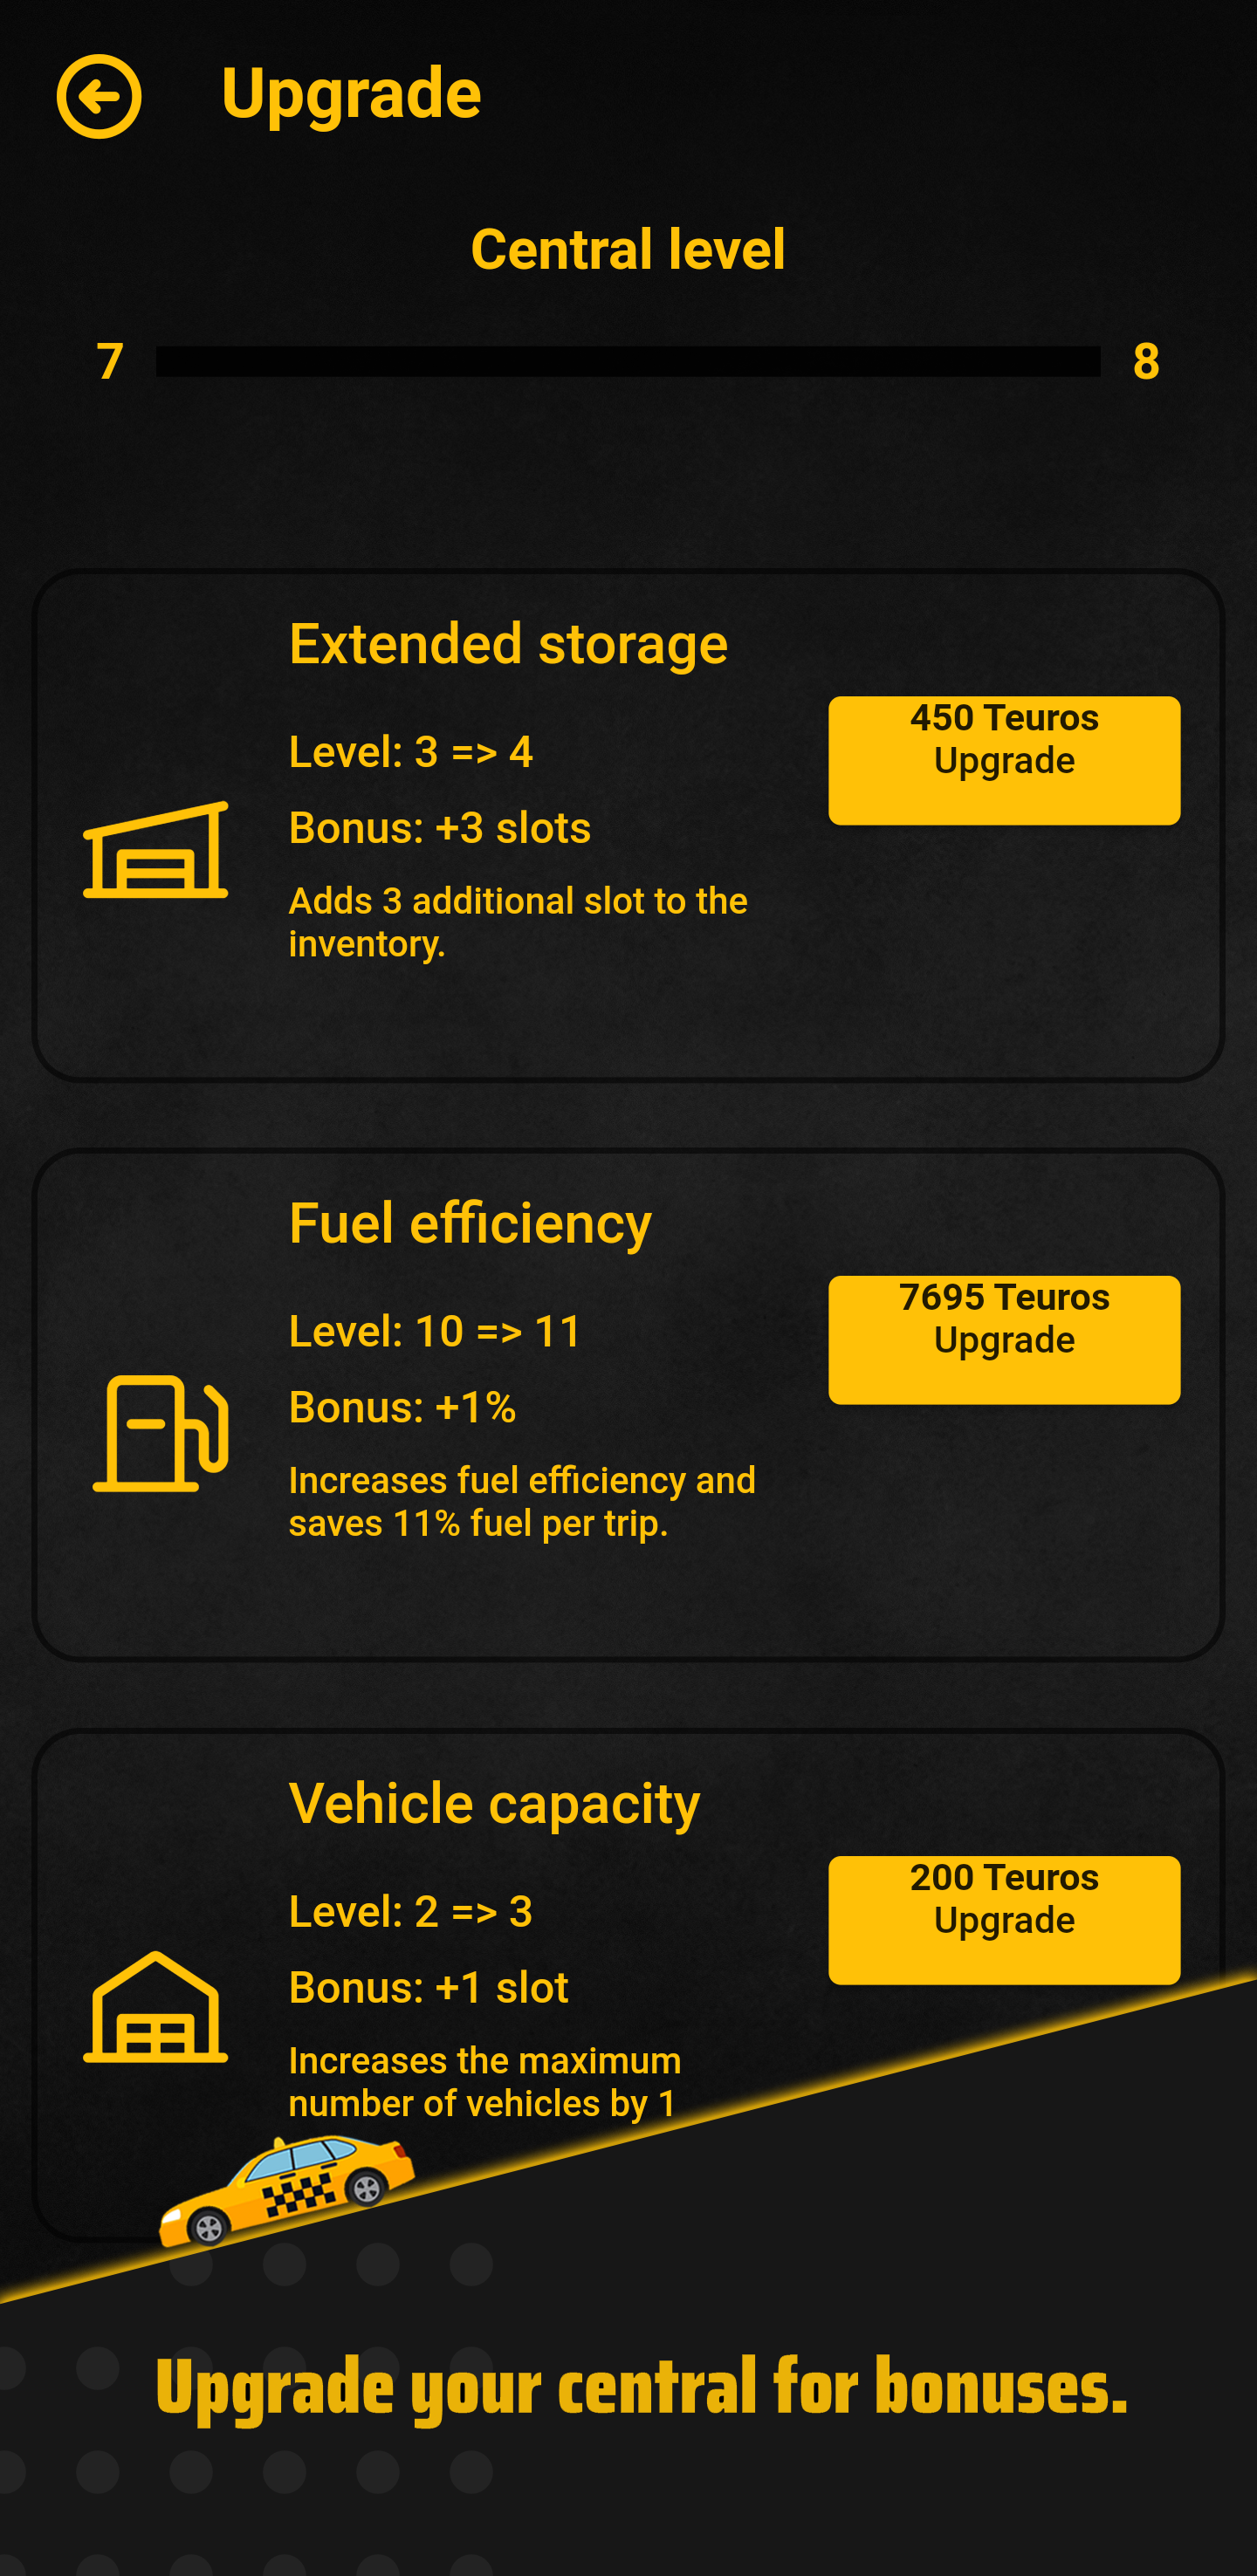 Upgrade
Central level
7 8
Extended storage
450 Teuros
Upgrade
Level: 3 => 4
Bonus: +3 slots
Adds 3 additional slot to the
inventory.
Fuel efficiency
7695 Teuros
Upgrade
Level: 10 => 11
Bonus: +1%
Increases fuel efficiency and
saves 11% fuel per trip.
Vehicle capacity
200 Teuros
Upgrade
Level: 2 => 3
Bonus: +1 slot
Increases the maximum
number of vehicles by 1
Upgrade your central for bonuses.